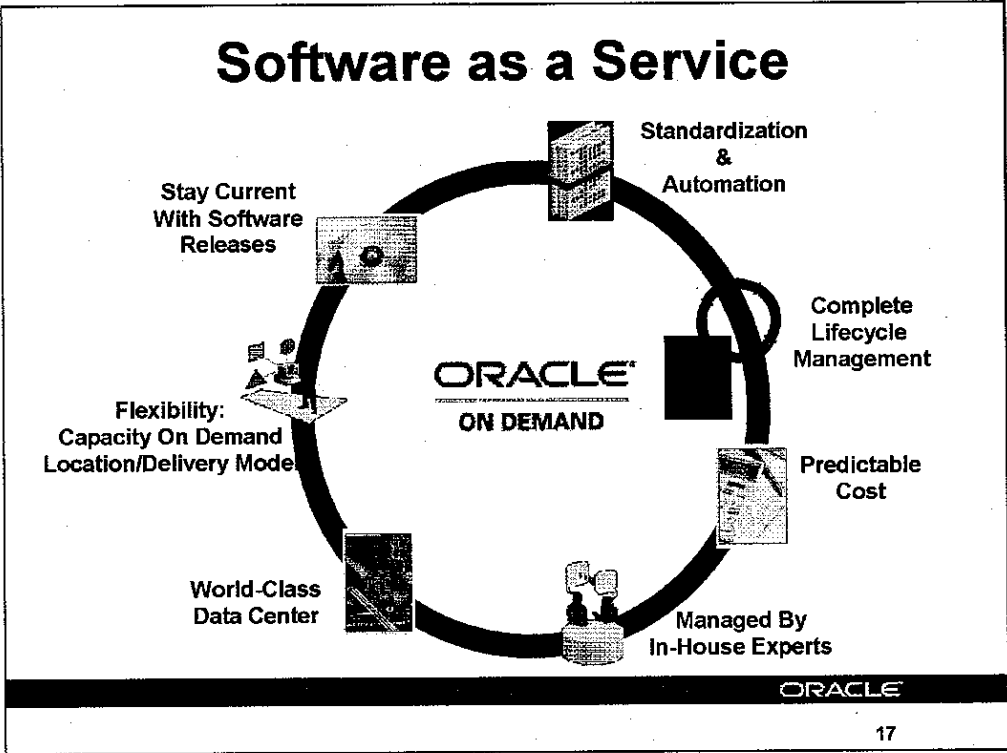 Software as a Service
Standardization
&
Automation
Stay Current
With Software
Releases
Complete
Lifecycle
Management
ORACLE
ON DEMAND
Flexibility:
Capacity On Demand
Location/Delivery Model
Predictable
Cost
World-Class
Data Center
Managed By
In-House Experts
ORACLE
17